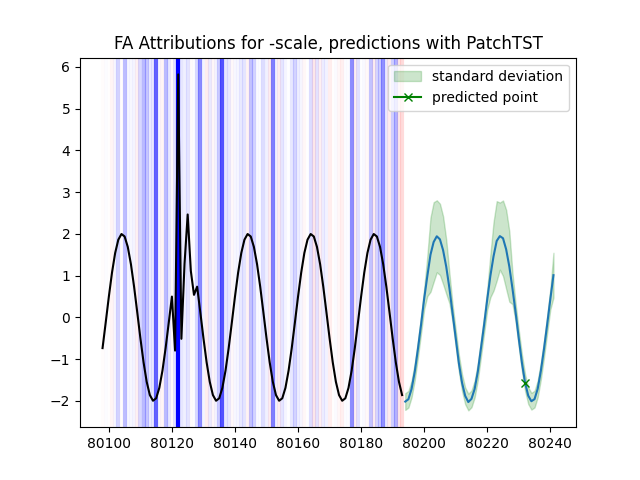 FA Attributions for -scale, predictions with PatchTST
standard deviation
predicted point
6
5
4
3
2
1
0
−1
−2
80100 80120 80140 80160 80180 80200 80220 80240